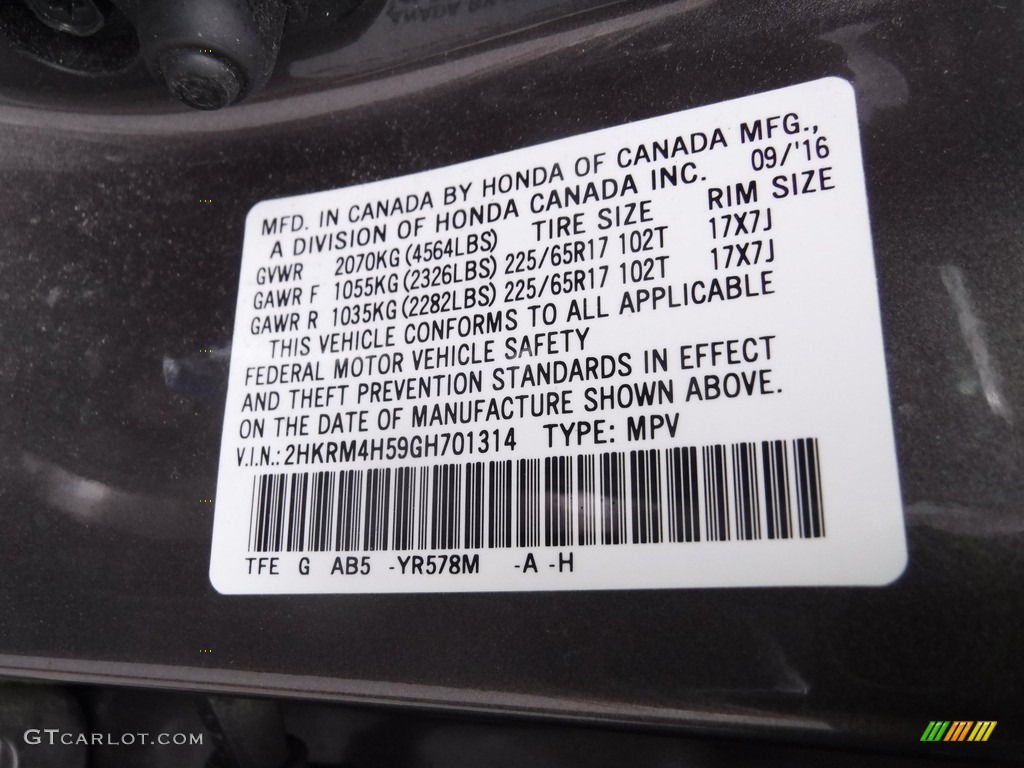 MFD. IN CANADA BY HONDA OF CANADA MFG.,
A DIVISION OF HONDA CANADA INC. 09/'16
GVWR 2070KG (4564LBS) TIRE SIZE RIM SIZE
GAWR F 1055KG (2326LBS) 225/65R17 102T 17X7J
GAWR R 1035KG (2282LBS) 225/65R17 102T 17X7J
THIS VEHICLE CONFORMS TO ALL APPLICABLE
FEDERAL MOTOR VEHICLE SAFETY
AND THEFT PREVENTION STANDARDS IN EFFECT
ON THE DATE OF MANUFACTURE SHOWN ABOVE.
V.I.N.: 2HKRM4H59GH701314 TYPE: MPV
TFE G AB5 -YR578M -A -H
GTCARLOT.COM